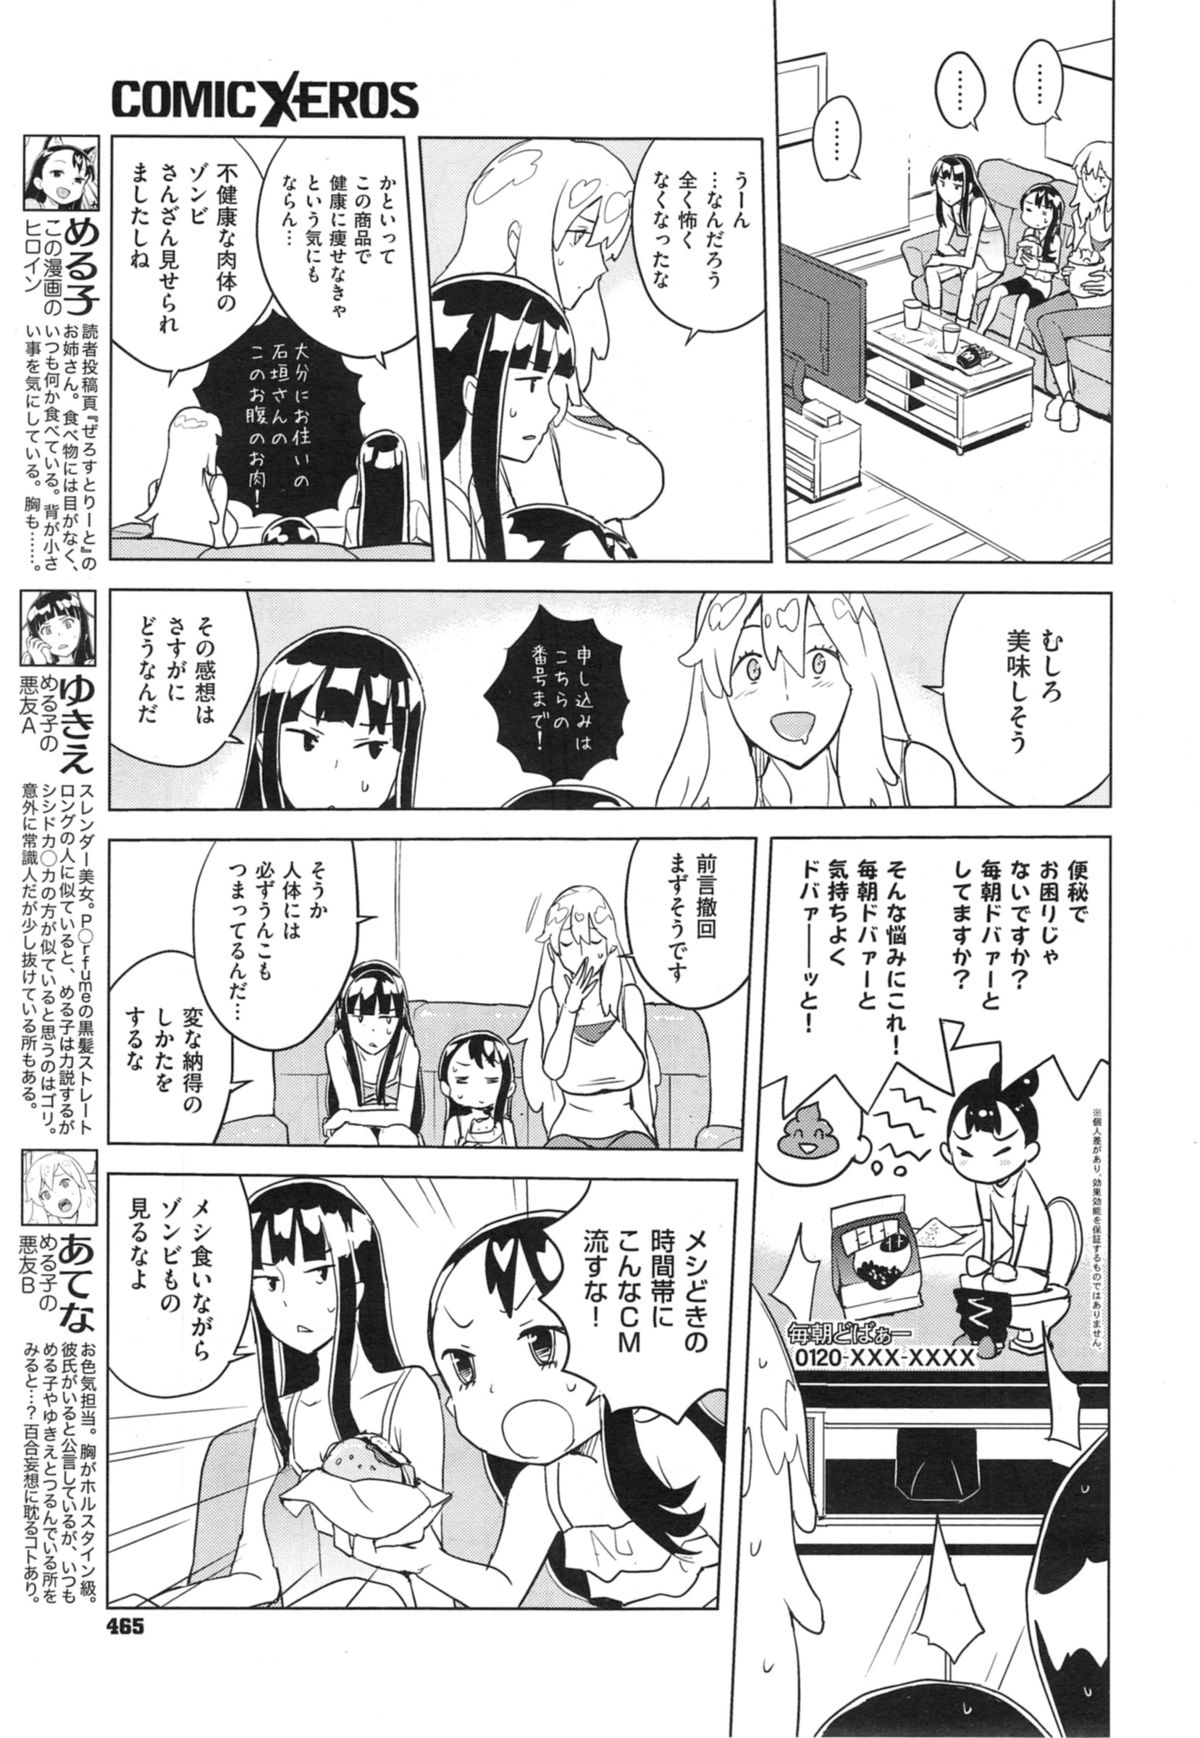 COMIC XEROS
……
……
……
うーん
…なんだろう
全く怖く
なくなったな
かといって
この商品で
健康に痩せなきゃ
という気にも
ならん…
不健康な肉体の
ゾンビ
さんざん見せられ
ましたしね
大分にお住いの
石垣さんの
このお腹のお肉！
むしろ
美味しそう
申し込みは
こちらの
番号まで！
その感想は
さすがに
どうなんだ
便秘で
お困りじゃ
ないですか？
毎朝ドバァーと
してますか？
そんな悩みにこれ！
毎朝ドバァーと
気持ちよく
ドバァー──ッと！
※個人差があり、効果効能を保証するものではありません。
毎朝どばぁー
0120-XXX-XXXX
前言撤回
まずそうです
そうか
人体には
必ずうんこも
つまってるんだ…
変な納得の
しかたを
するな
メシどきの
時間帯に
こんなCM
流すな！
メシ食いながら
ゾンビもの
見るなよ
める子
この漫画の
ヒロイン
読者投稿頁『ぜろすとりーと』の
お姉さん。食べ物には目がなく、
いつも何か食べている。背が小さ
い事を気にしている。胸も……。
ゆきえ
める子の
悪友A
スレンダー美女。P〇rfumeの黒髪ストレート
ロングの人に似ていると、める子は力説するが
シシドカ〇カの方が似ていると思うのはゴリ。
意外に常識人だが少し抜けている所もある。
あてな
める子の
悪友B
お色気担当。胸がホルスタイン級。
彼氏がいると公言しているが、いつも
める子やゆきえとつるんでいる所を
みると…？百合妄想に耽るコトあり。
465